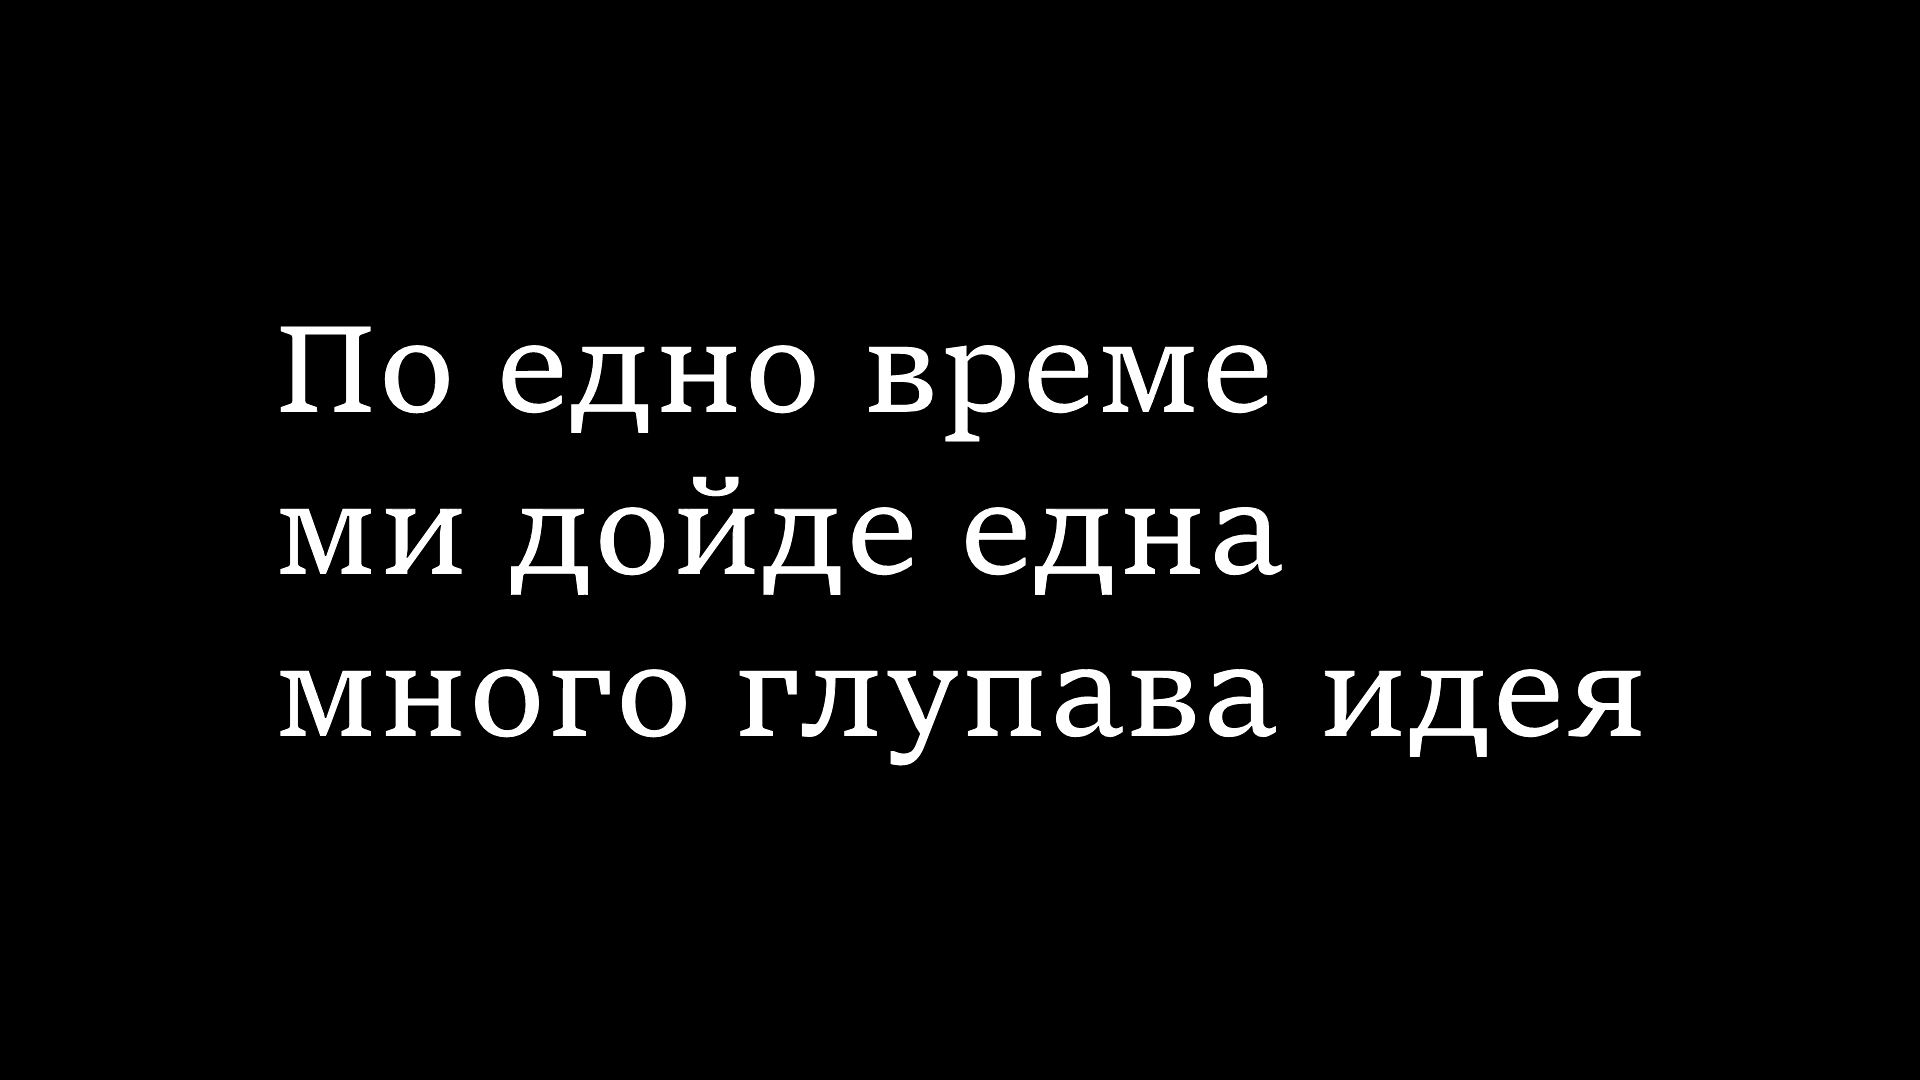 По едно време
ми дойде една
много глупава идея